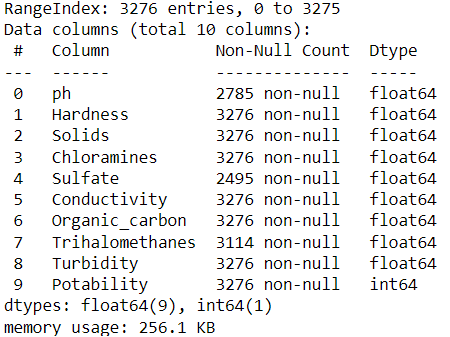 RangeIndex: 3276 entries, 0 to 3275
Data columns (total 10 columns):
 #   Column           Non-Null Count  Dtype
---  ------           --------------  -----
 0   ph               2785 non-null   float64
 1   Hardness         3276 non-null   float64
 2   Solids           3276 non-null   float64
 3   Chloramines      3276 non-null   float64
 4   Sulfate          2495 non-null   float64
 5   Conductivity     3276 non-null   float64
 6   Organic_carbon   3276 non-null   float64
 7   Trihalomethanes  3114 non-null   float64
 8   Turbidity        3276 non-null   float64
 9   Potability       3276 non-null   int64
dtypes: float64(9), int64(1)
memory usage: 256.1 KB